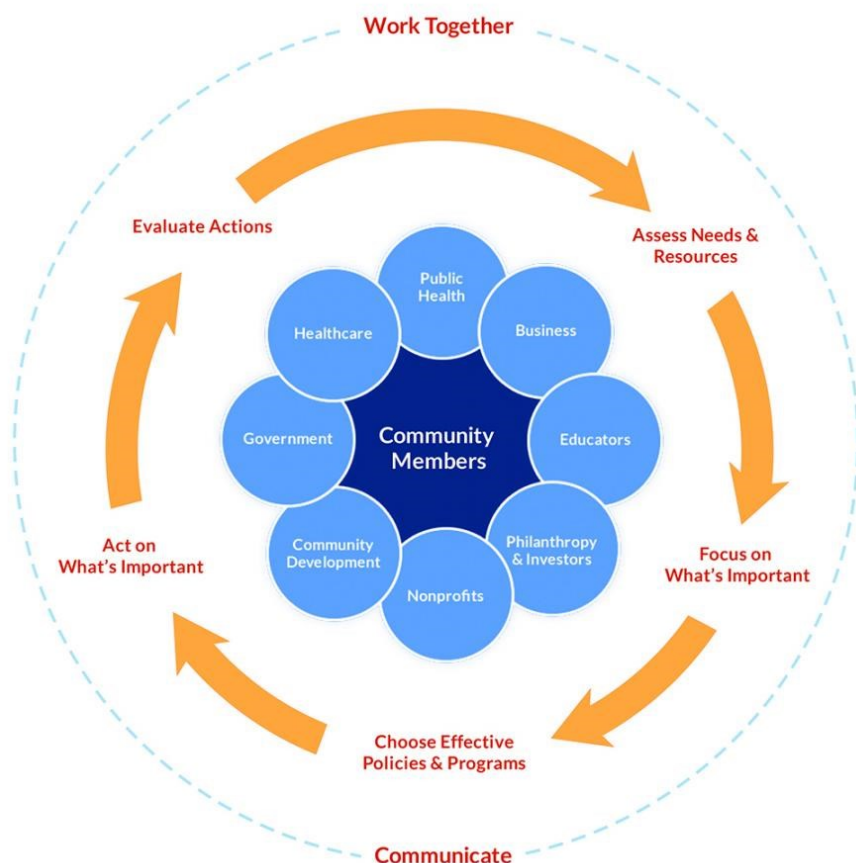 Work Together
Evaluate Actions
Assess Needs &
Resources
Public
Health
Healthcare
Business
Government
Community
Members
Educators
Community
Development
Philanthropy
& Investors
Nonprofits
Act on
What's Important
Focus on
What's Important
Choose Effective
Policies & Programs
Communicate